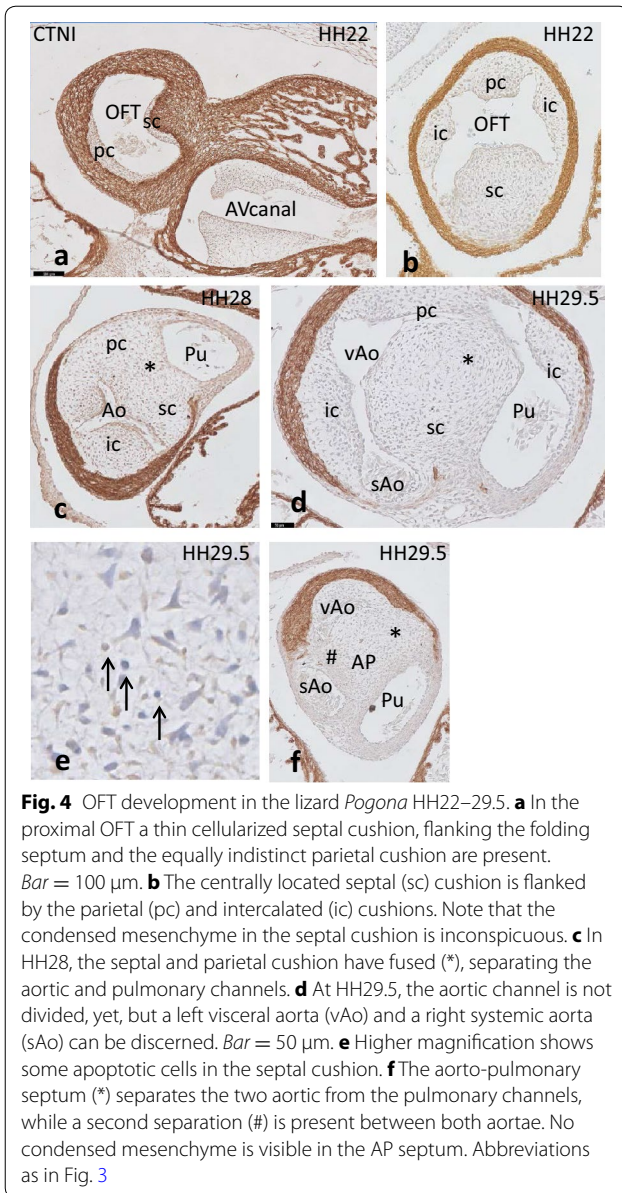 CTNI HH22
OFT
sc
pc
AVcanal
a
HH22
pc
ic
ic
OFT
sc
b
HH28
pc
Pu
*
Ao
sc
ic
c
HH29.5
pc
vAo
*
ic
ic
Pu
sc
sAo
d
HH29.5
e
HH29.5
vAo
*
#
AP
sAo
Pu
f
Fig. 4 OFT development in the lizard Pogona HH22–29.5. a In the
proximal OFT a thin cellularized septal cushion, flanking the folding
septum and the equally indistinct parietal cushion are present.
Bar = 100 µm. b The centrally located septal (sc) cushion is flanked
by the parietal (pc) and intercalated (ic) cushions. Note that the
condensed mesenchyme in the septal cushion is inconspicuous. c In
HH28, the septal and parietal cushion have fused (*), separating the
aortic and pulmonary channels. d At HH29.5, the aortic channel is not
divided, yet, but a left visceral aorta (vAo) and a right systemic aorta
(sAo) can be discerned. Bar = 50 µm. e Higher magnification shows
some apoptotic cells in the septal cushion. f The aorto-pulmonary
septum (*) separates the two aortic from the pulmonary channels,
while a second separation (#) is present between both aortae. No
condensed mesenchyme is visible in the AP septum. Abbreviations
as in Fig. 3